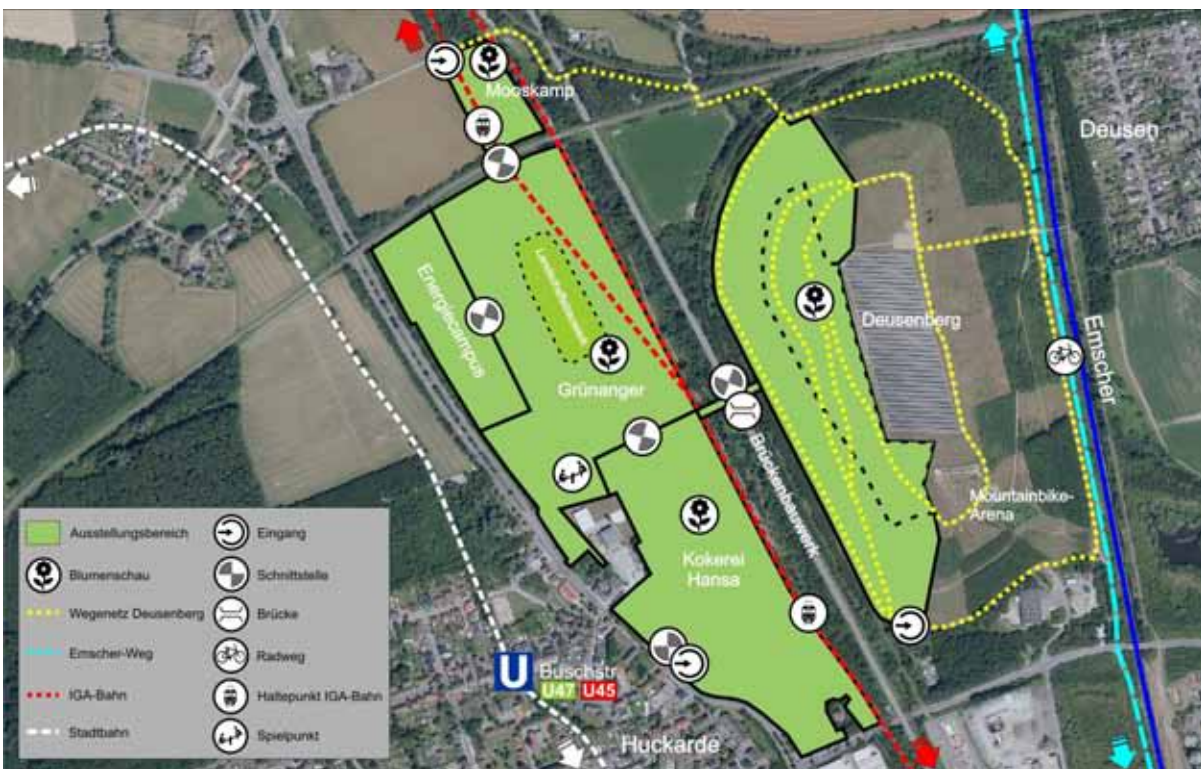 Mooskamp
Deusen
Energiecampus
Deusenberg
Emscher
Grünanger
Brückenbauwerk
Mountainbike-
Arena
Kokerei
Hansa
Ausstellungsbereich
Eingang
Blumenschau
Schnittstelle
Wegenetz Deusenberg
Brücke
Emscher-Weg
Radweg
IGA-Bahn
Haltepunkt IGA-Bahn
Stadtbahn
Spielpunkt
U
Buschstr
U47 U45
Huckarde